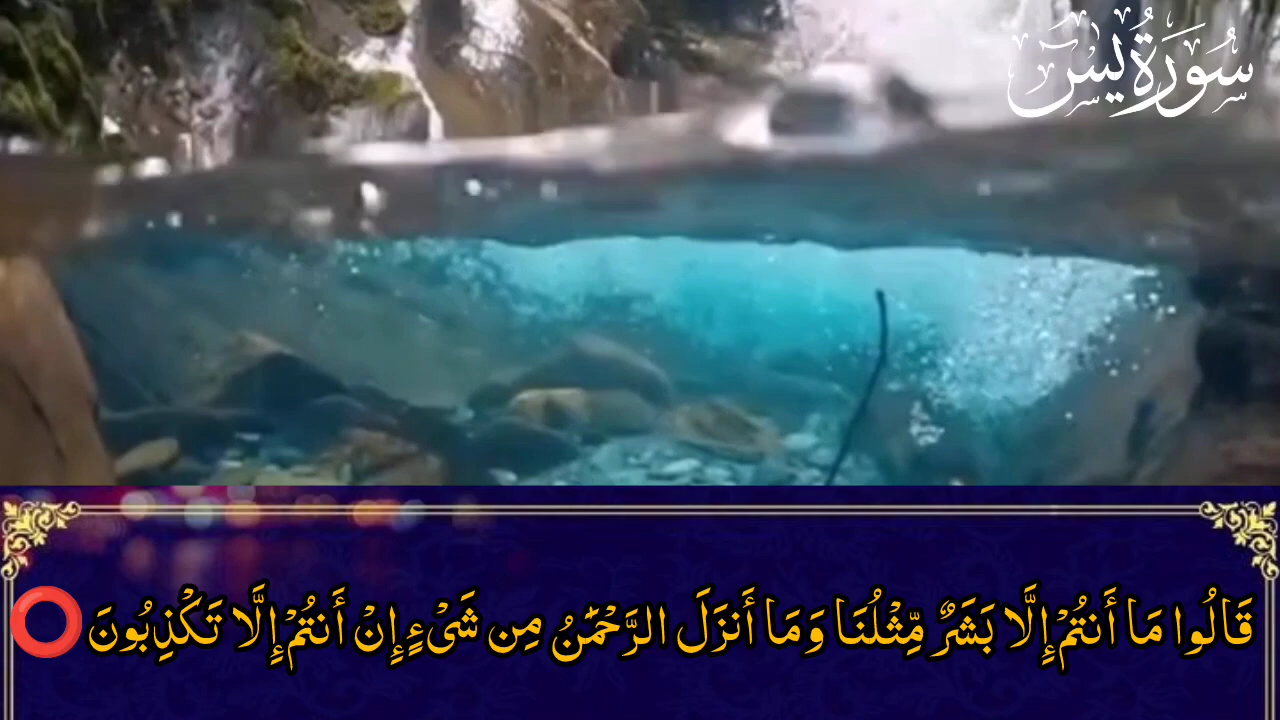 سُورَةُ يسٓ
قَالُوا مَا أَنتُمْ إِلَّا بَشَرٌ مِّثْلُنَا وَمَا أَنزَلَ الرَّحْمَٰنُ مِن شَىْءٍ إِنْ أَنتُمْ إِلَّا تَكْذِبُونَ